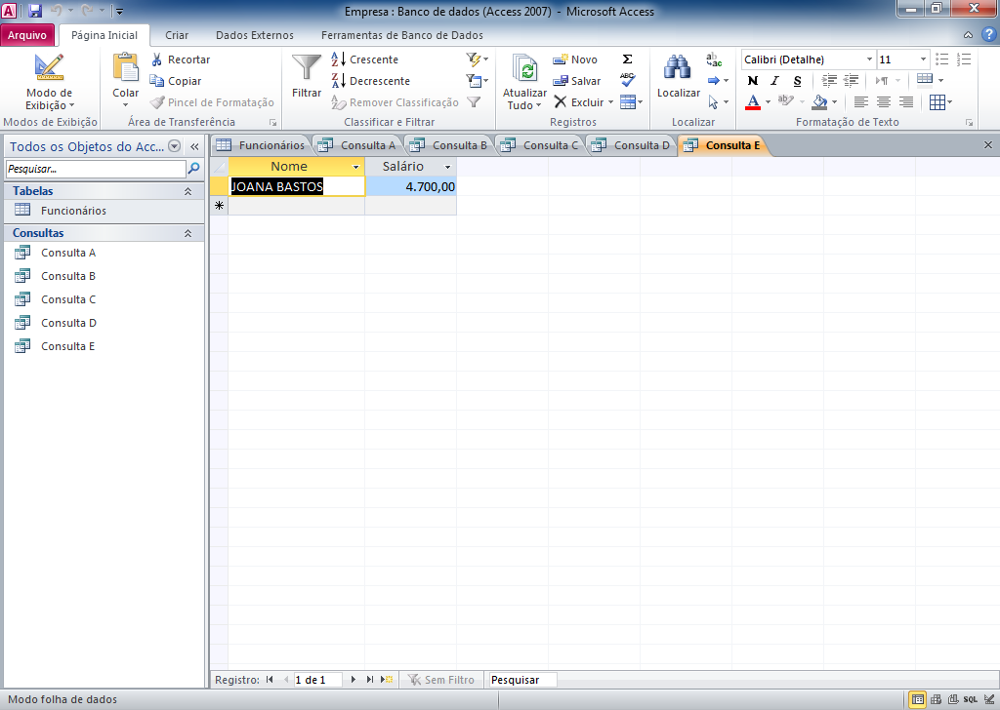 Empresa : Banco de dados (Access 2007) - Microsoft Access
Arquivo Página Inicial Criar Dados Externos Ferramentas de Banco de Dados
Modo de Exibição
Modos de Exibição
Colar
Recortar
Copiar
Pincel de Formatação
Área de Transferência
Filtrar
Crescente
Decrescente
Remover Classificação
Classificar e Filtrar
Atualizar Tudo
Novo
Salvar
Excluir
Registros
Localizar
Localizar
Calibri (Detalhe) 11
N I S
Formatação de Texto
Todos os Objetos do Acc... «
Pesquisar...
Tabelas
Funcionários
Consultas
Consulta A
Consulta B
Consulta C
Consulta D
Consulta E
Funcionários Consulta A Consulta B Consulta C Consulta D Consulta E
Nome Salário
JOANA BASTOS 4.700,00
Registro: 1 de 1 Sem Filtro Pesquisar
Modo folha de dados SQL